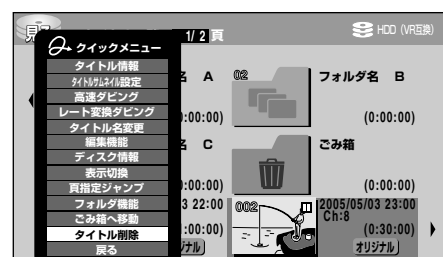 見
1/ 2 頁
HDD (VR互換)
クイックメニュー
タイトル情報
タイトルサムネイル設定
高速ダビング
レート変換ダビング
タイトル名変更
編集機能
ディスク情報
表示切換
頁指定ジャンプ
フォルダ機能
ごみ箱へ移動
タイトル削除
戻る
名 A
:00:00)
02
フォルダ名 B
(0:00:00)
名 C
:00:00)
ごみ箱
(0:00:00)
3 22:00
:00:00)
ジナル
002
2005/05/03 23:00
Ch:8
(0:30:00)
オリジナル